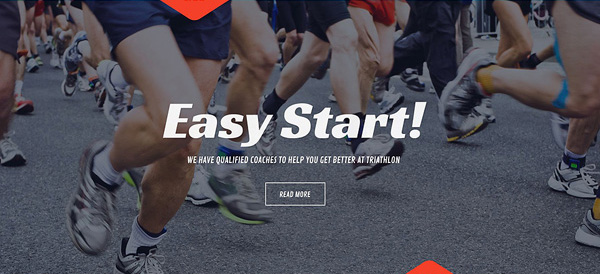 Easy Start!
WE HAVE QUALIFIED COACHES TO HELP YOU GET BETTER AT TRIATHLON
READ MORE